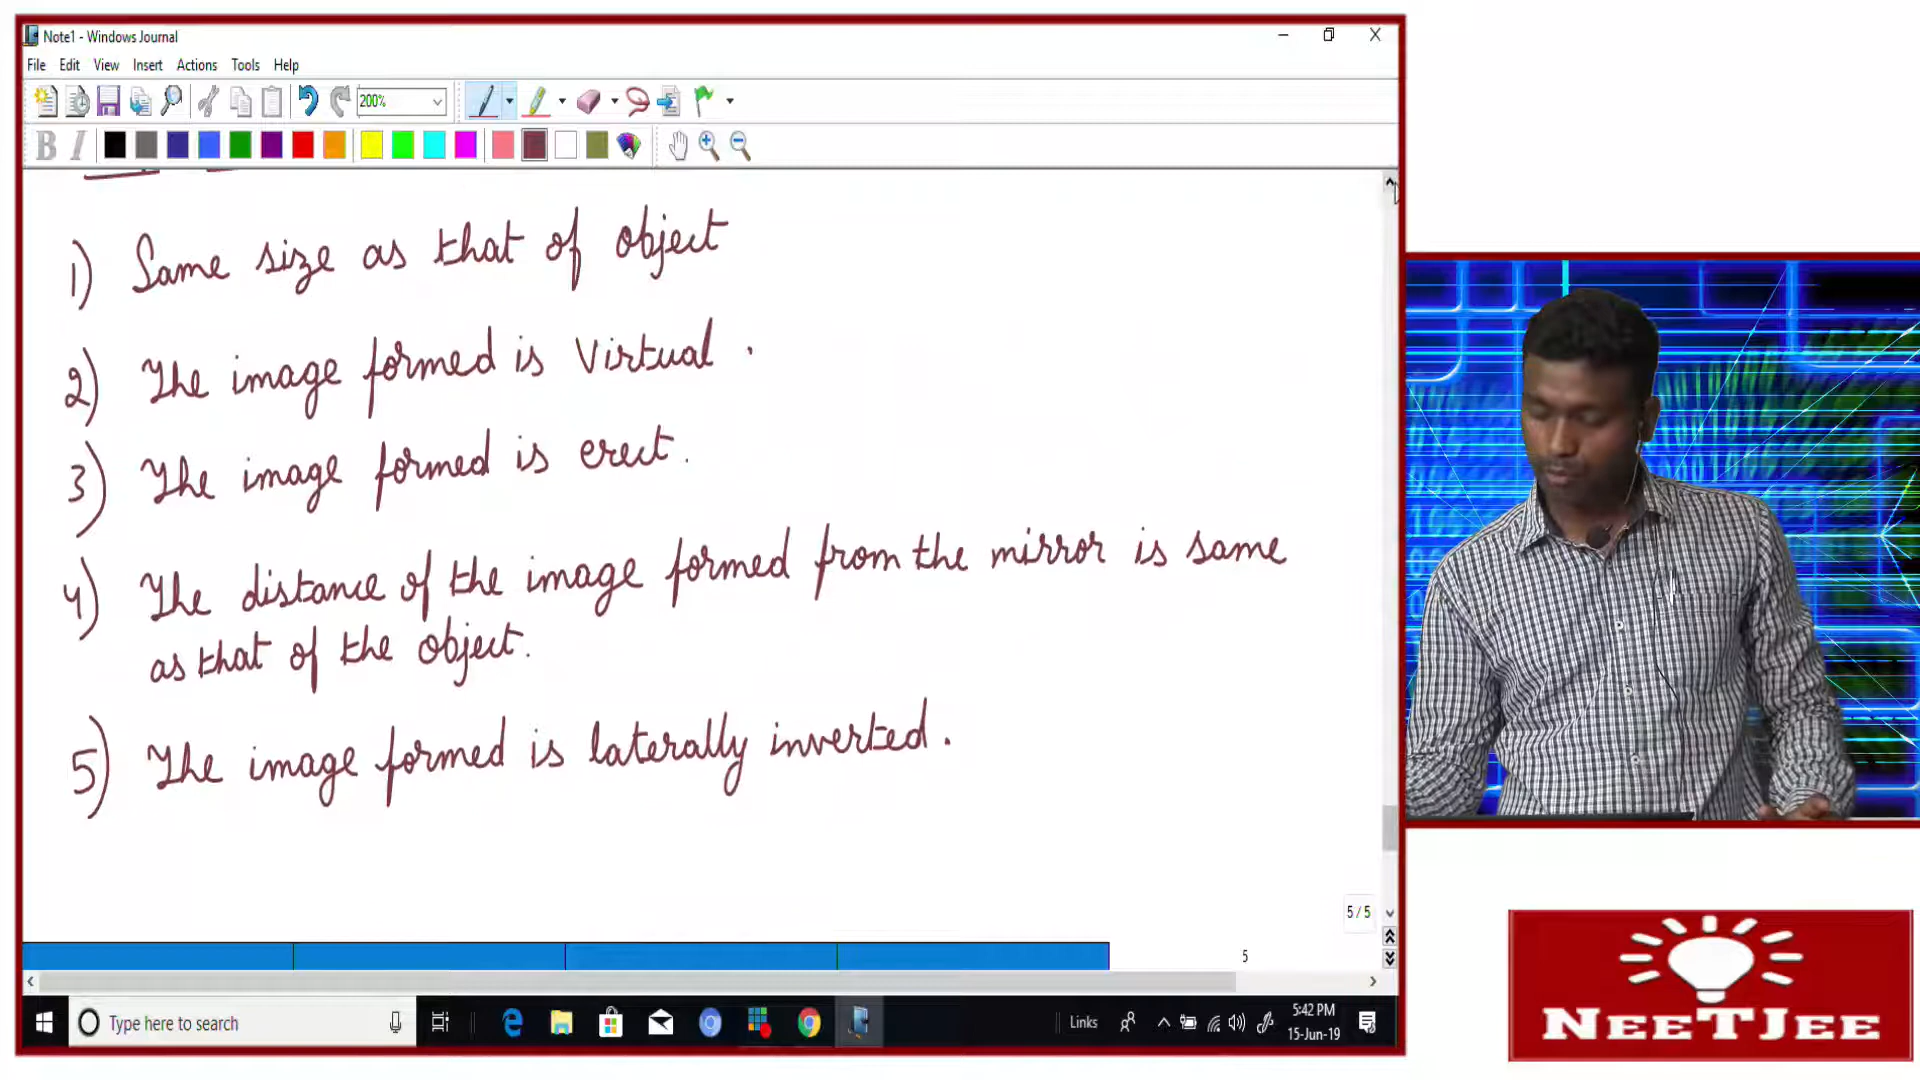 Note1 - Windows Journal
File Edit View Insert Actions Tools Help
200%
B I
1) Same size as that of object
2) The image formed is Virtual .
3) The image formed is erect.
4) The distance of the image formed from the mirror is same
as that of the object.
5) The image formed is laterally inverted.
5 / 5
5
Type here to search
Links
5:42 PM
15-Jun-19
NEETJEE